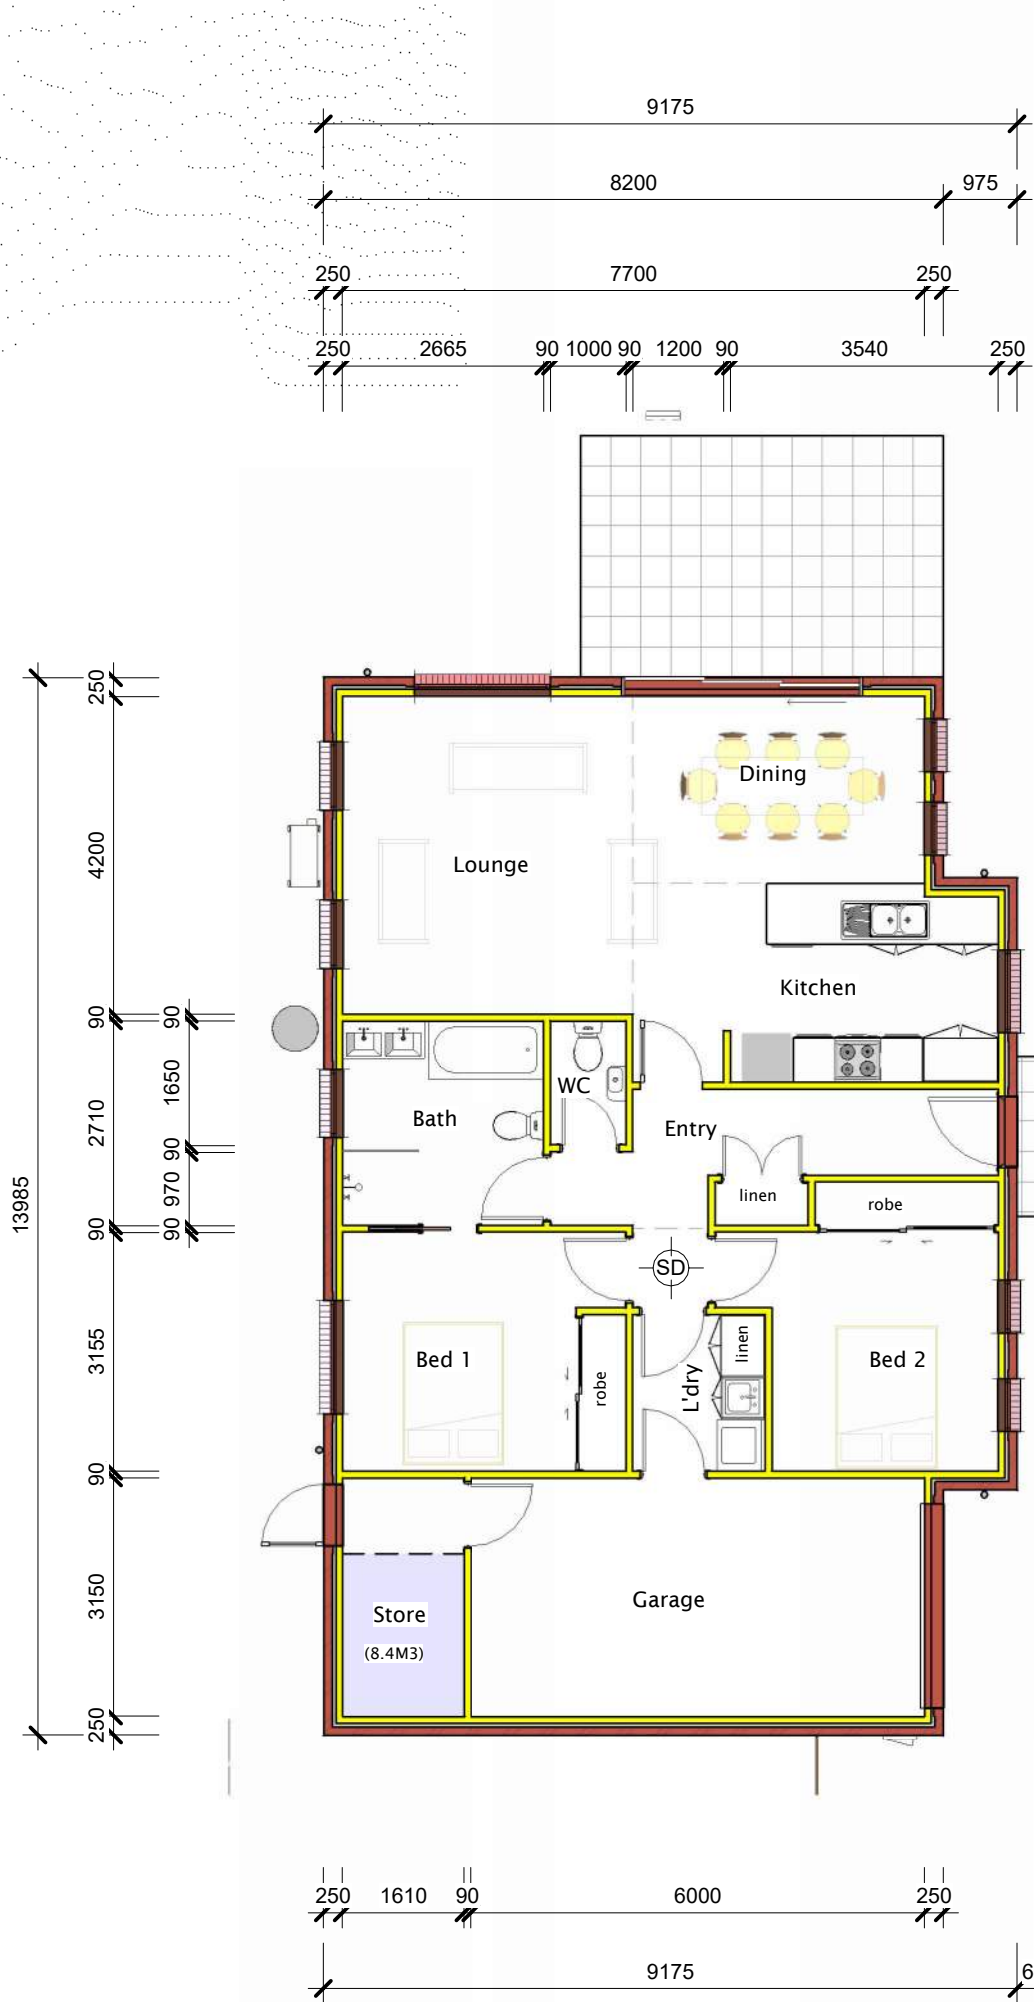 9175
8200 975
250 7700 250
250 2665 90 1000 90 1200 90 3540 250
250
4200
90 90
1650
2710
90
970
90 90
3155
90
3150
250
13985
Dining
Lounge
Kitchen
WC
Bath
Entry
linen
robe
SD
Bed 1
robe
L'dry
linen
Bed 2
Garage
Store
(8.4M3)
250 1610 90 6000 250
9175 6